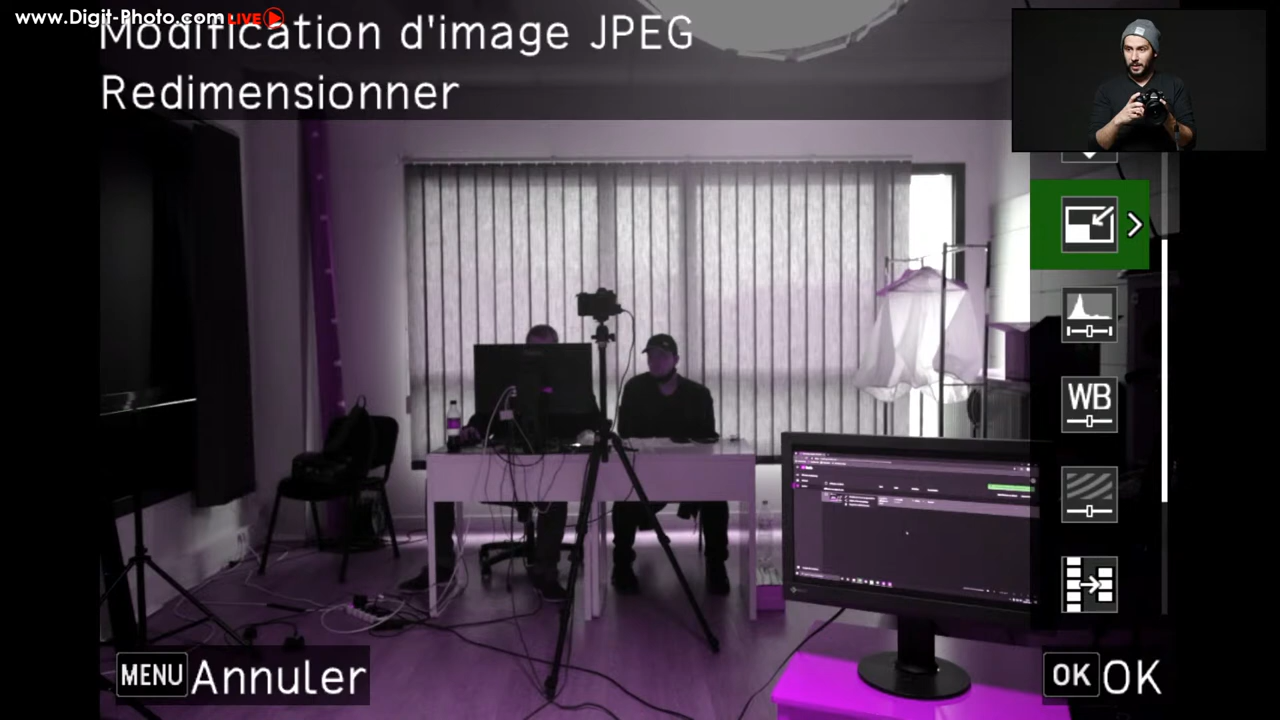 www.Digit-Photo.com LIVE
Modification d'image JPEG
Redimensionner
WB
MENU Annuler
OK OK